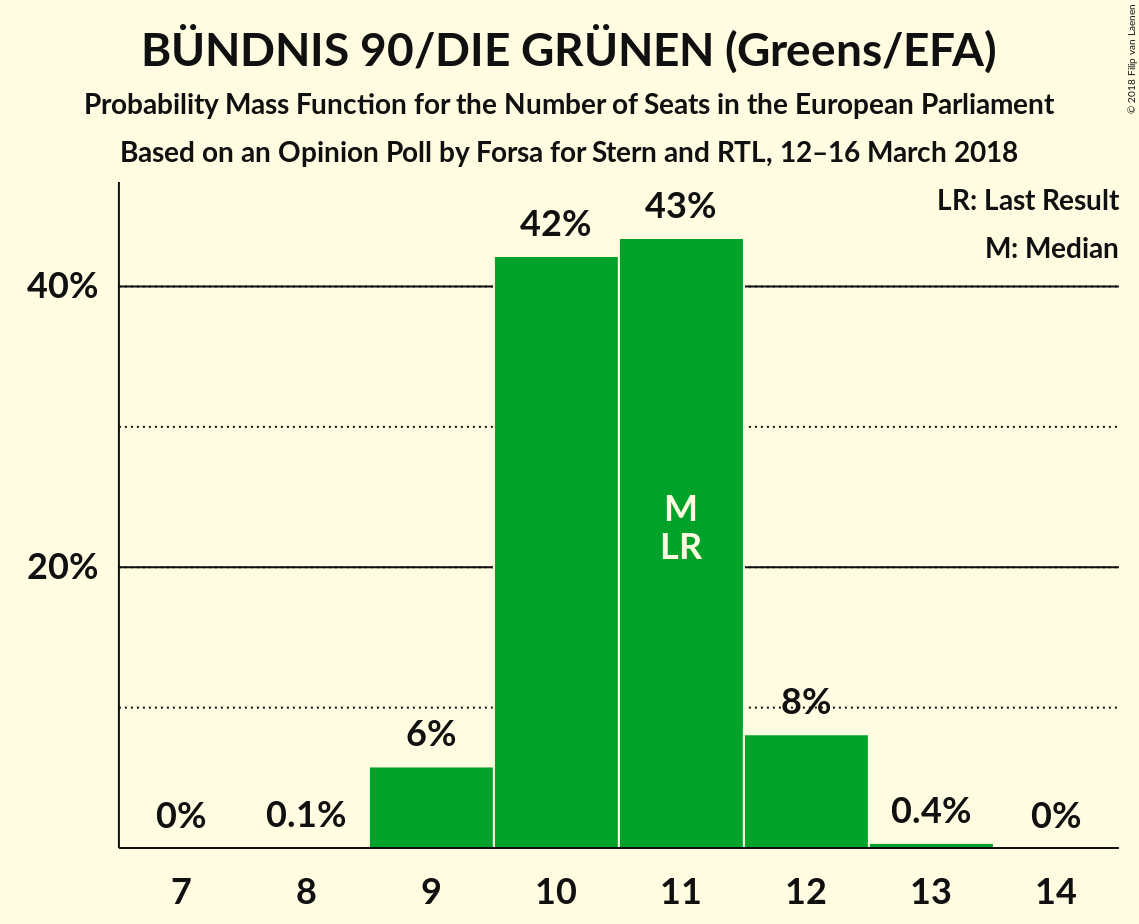 BÜNDNIS 90/DIE GRÜNEN (Greens/EFA)
Probability Mass Function for the Number of Seats in the European Parliament
Based on an Opinion Poll by Forsa for Stern and RTL, 12–16 March 2018
© 2018 Filip van Laenen
LR: Last Result
M: Median
40%
20%
0%
0.1%
6%
42%
43%
8%
0.4%
0%
M
LR
7 8 9 10 11 12 13 14